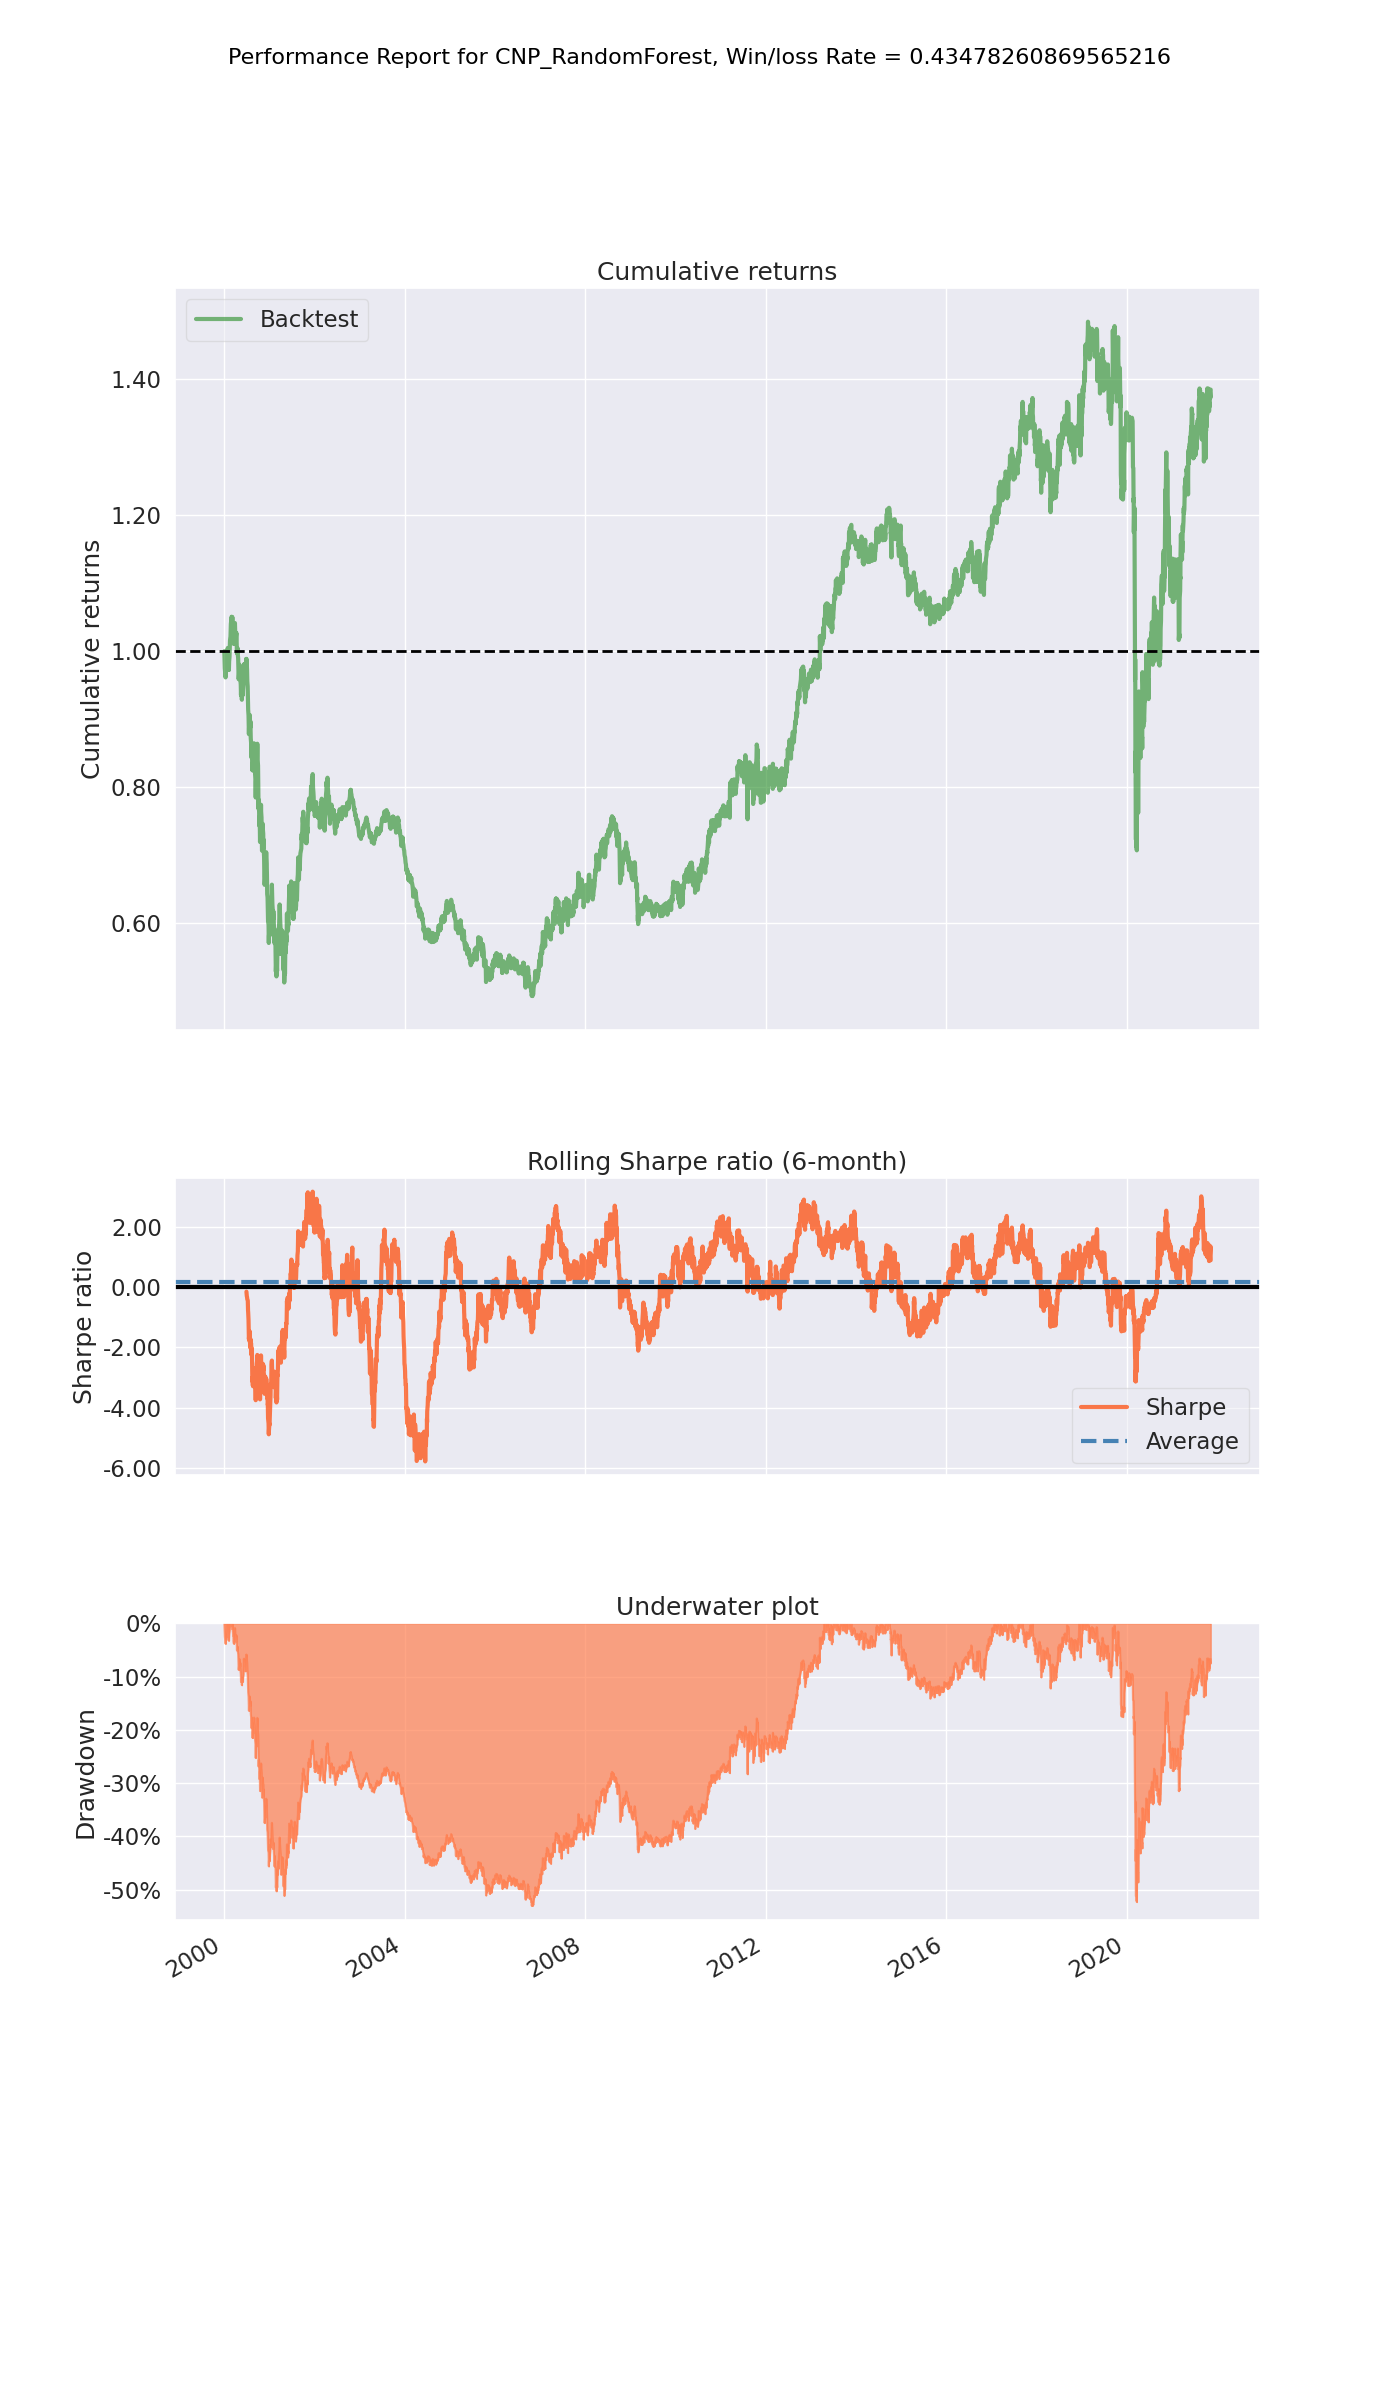 Performance Report for CNP_RandomForest, Win/loss Rate = 0.43478260869565216
Cumulative returns
Backtest
Cumulative returns
1.40
1.20
1.00
0.80
0.60
Rolling Sharpe ratio (6-month)
Sharpe ratio
2.00
0.00
-2.00
-4.00
-6.00
Sharpe
Average
Underwater plot
Drawdown
0%
-10%
-20%
-30%
-40%
-50%
2000 2004 2008 2012 2016 2020